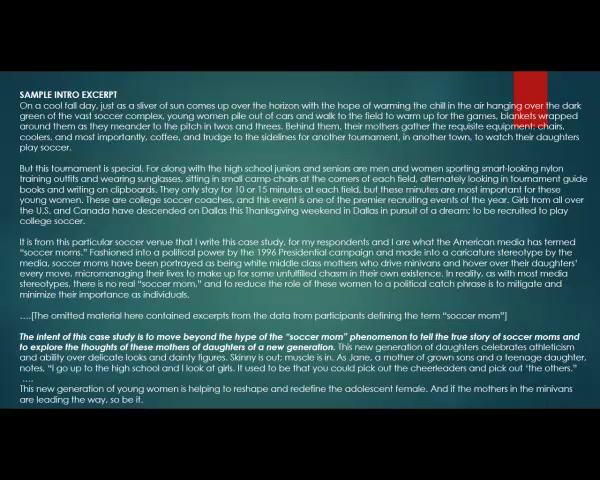 SAMPLE INTRO EXCERPT
On a cool fall day, just as a sliver of sun comes up over the horizon with the hope of warming the chill in the air hanging over the dark
green of the vast soccer complex, young women pile out of cars and walk to the field to warm up for the games, blankets wrapped
around them as they meander to the pitch in twos and threes. Behind them, their mothers gather the requisite equipment: chairs,
coolers, and most importantly, coffee, and trudge to the sidelines for another tournament, in another town, to watch their daughters
play soccer.
But this tournament is special. For along with the high school juniors and seniors are men and women sporting smart-looking nylon
training outfits and wearing sunglasses, sitting in small camp chairs at the corners of each field, alternately looking in tournament guide
books and writing on clipboards. They only stay for 10 or 15 minutes at each field, but these minutes are most important for these
young women. These are college soccer coaches, and this event is one of the premier recruiting events of the year. Girls from all over
the U.S. and Canada have descended on Dallas this Thanksgiving weekend in Dallas in pursuit of a dream: to be recruited to play
college soccer.
It is from this particular soccer venue that I write this case study, for my respondents and I are what the American media has termed
“soccer moms.” Fashioned into a political power by the 1996 Presidential campaign and made into a caricature stereotype by the
media, soccer moms have been portrayed as being white middle class mothers who drive minivans and hover over their daughters’
every move, micromanaging their lives to make up for some unfulfilled chasm in their own existence. In reality, as with most media
stereotypes, there is no real “soccer mom,” and to reduce the role of these women to a political catch phrase is to mitigate and
minimize their importance as individuals.
….[The omitted material here contained excerpts from the data from participants defining the term “soccer mom”]
The intent of this case study is to move beyond the hype of the “soccer mom” phenomenon to tell the true story of soccer moms and
to explore the thoughts of these mothers of daughters of a new generation. This new generation of daughters celebrates athleticism
and ability over delicate looks and dainty figures. Skinny is out; muscle is in. As Jane, a mother of grown sons and a teenage daughter,
notes, “I go up to the high school and I look at girls. It used to be that you could pick out the cheerleaders and pick out ‘the others.”
….
This new generation of young women is helping to reshape and redefine the adolescent female. And if the mothers in the minivans
are leading the way, so be it.